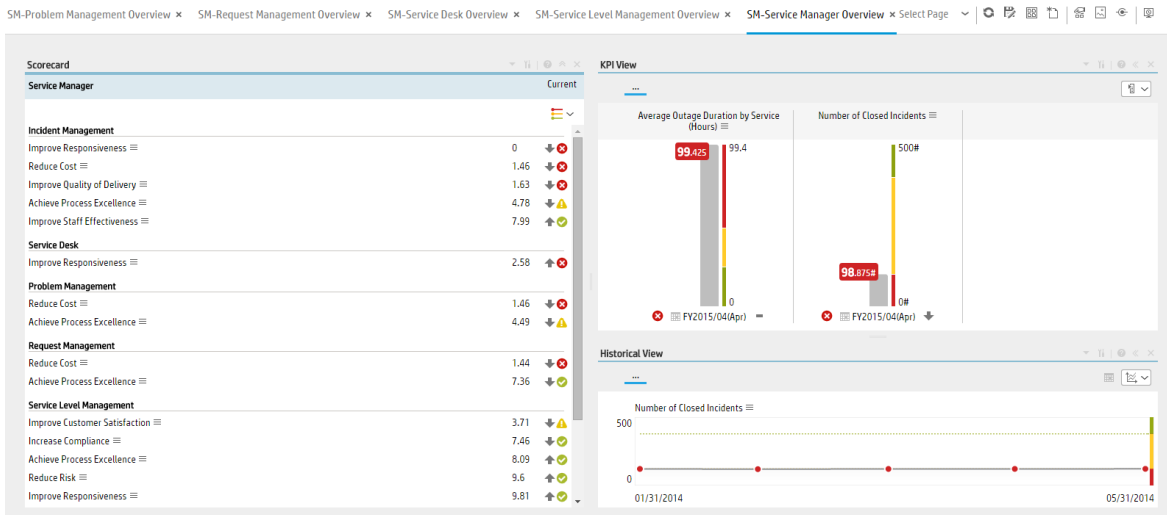 SM-Problem Management Overview × SM-Request Management Overview × SM-Service Desk Overview × SM-Service Level Management Overview × SM-Service Manager Overview × Select Page
Scorecard
Service Manager Current
Incident Management
Improve Responsiveness 0
Reduce Cost 1.46
Improve Quality of Delivery 1.63
Achieve Process Excellence 4.78
Improve Staff Effectiveness 7.99
Service Desk
Improve Responsiveness 2.58
Problem Management
Reduce Cost 1.46
Achieve Process Excellence 4.49
Request Management
Reduce Cost 1.44
Achieve Process Excellence 7.36
Service Level Management
Improve Customer Satisfaction 3.71
Increase Compliance 7.46
Achieve Process Excellence 8.09
Reduce Risk 9.6
Improve Responsiveness 9.81
KPI View
...
Average Outage Duration by Service
(Hours)
99.425 99.4
0
FY2015/04(Apr)
Number of Closed Incidents
500#
98.875#
0#
FY2015/04(Apr)
Historical View
...
Number of Closed Incidents
500
0
01/31/2014 05/31/2014